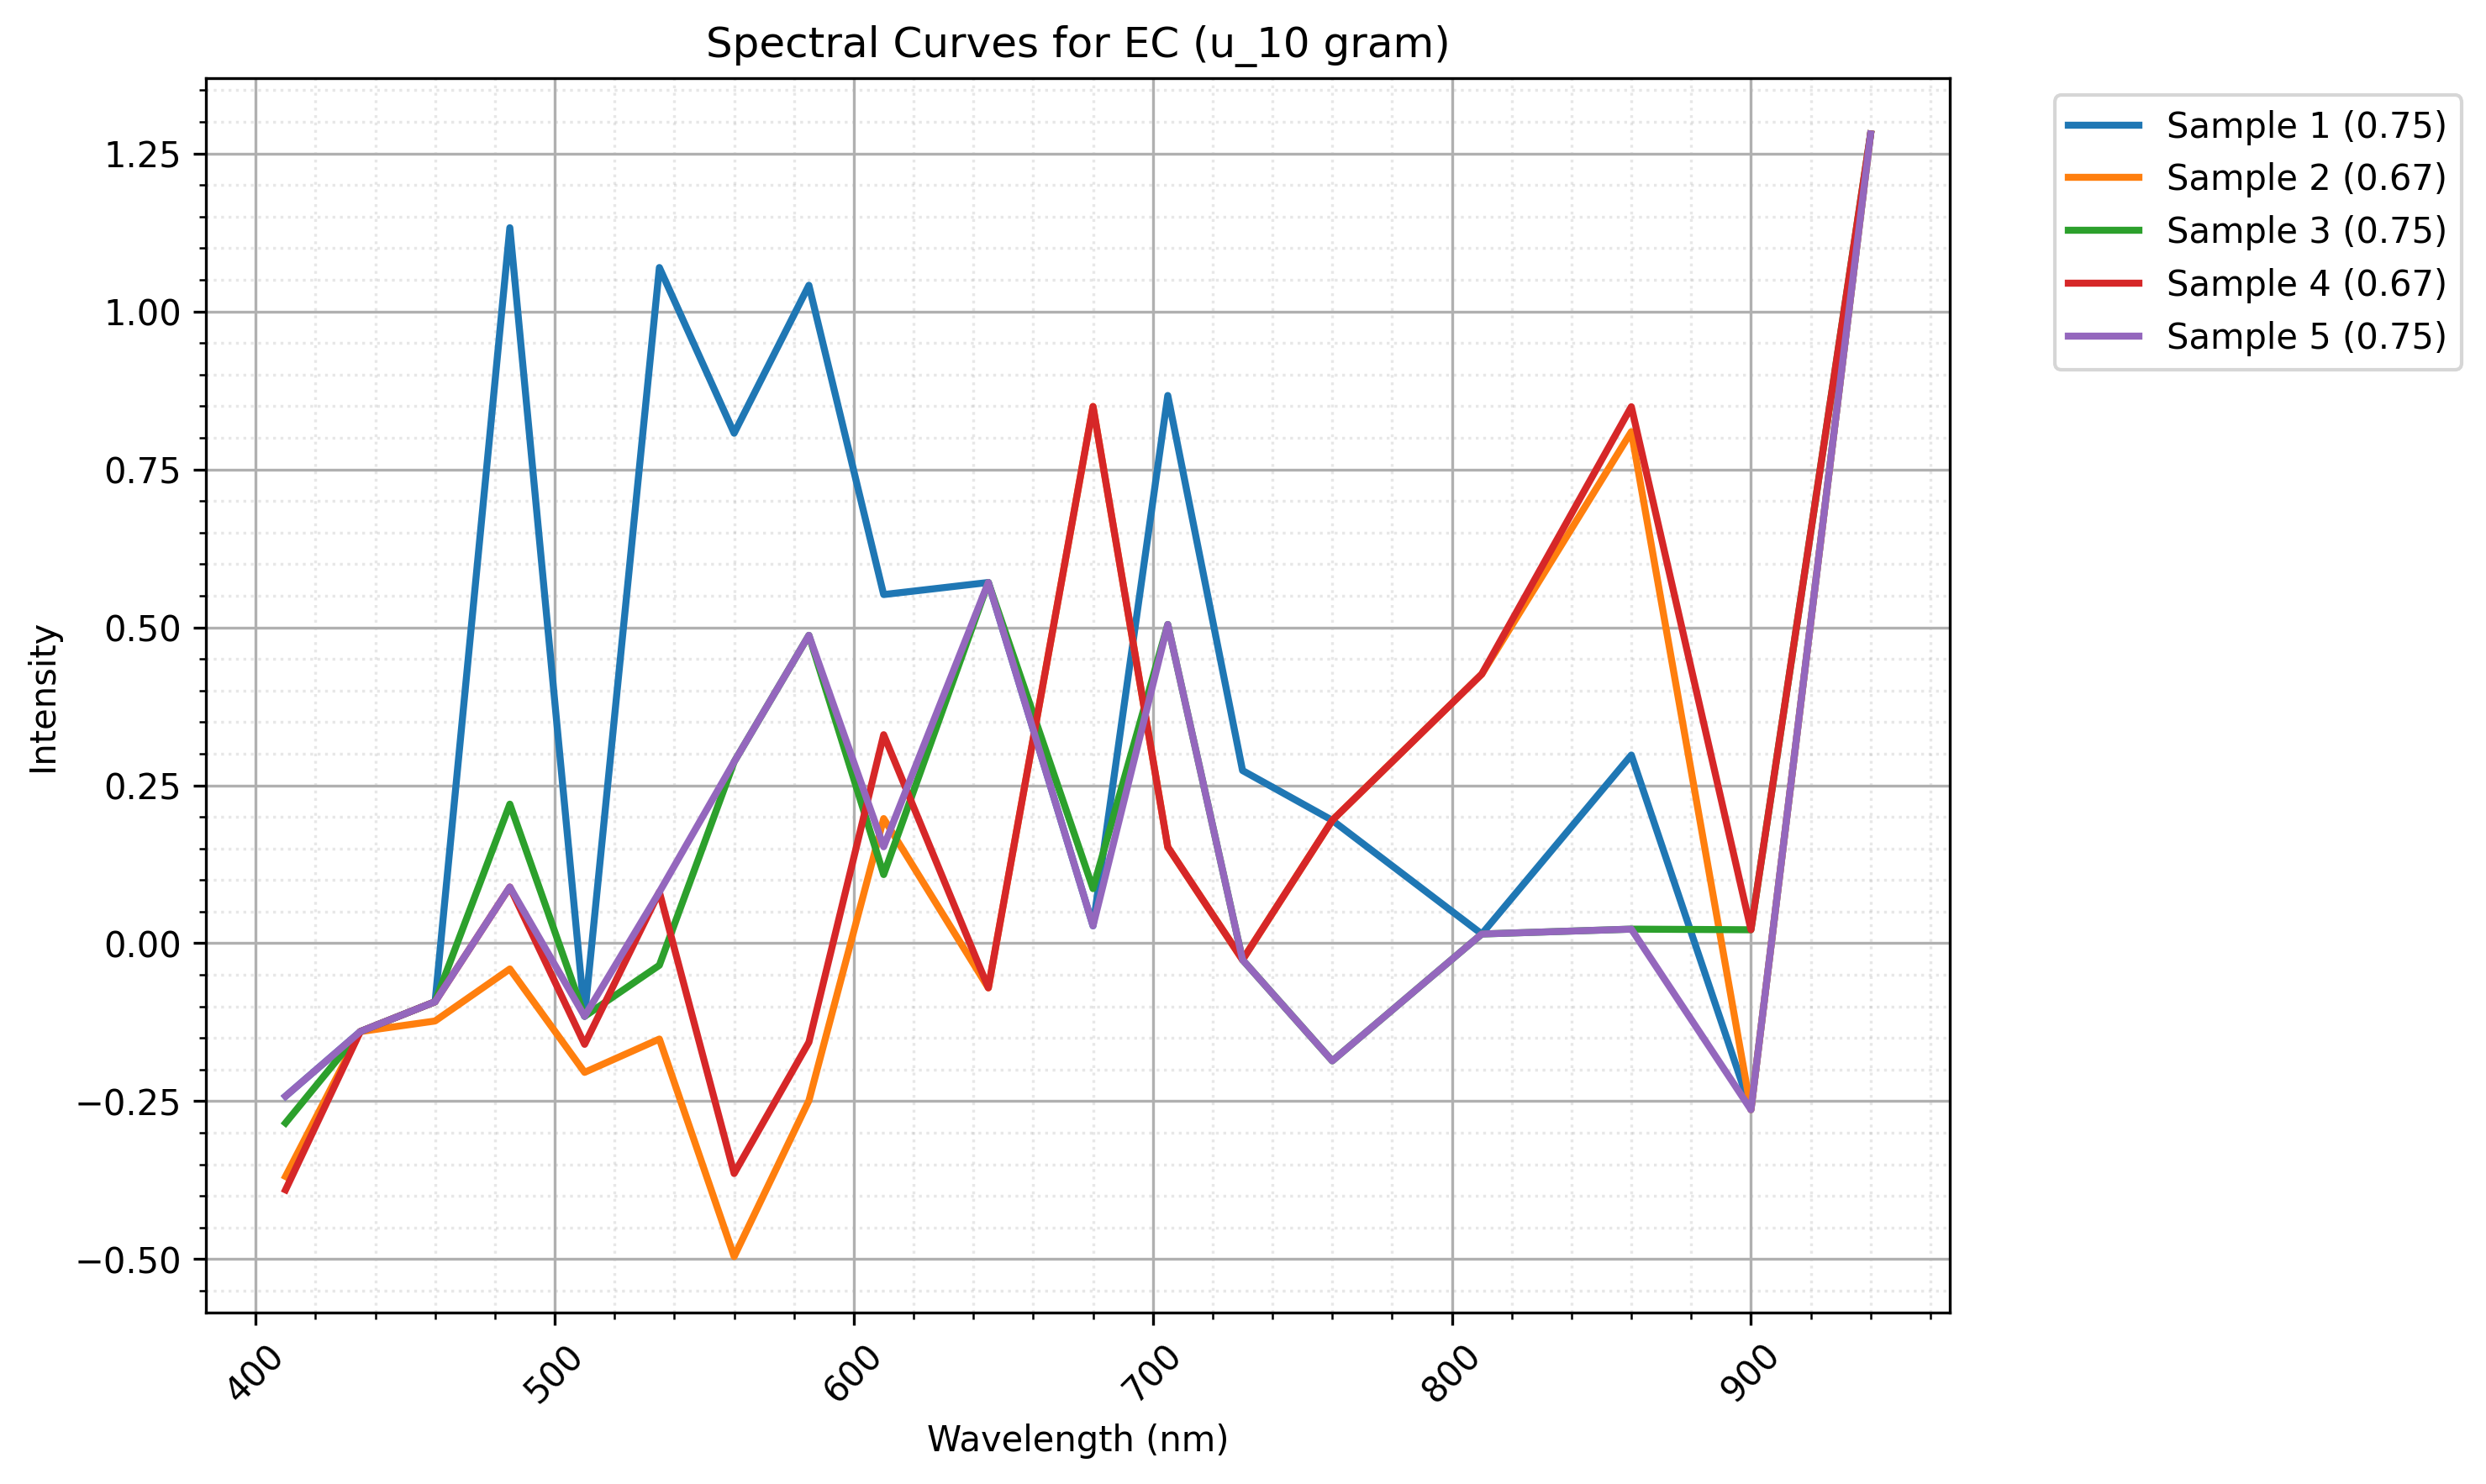 Spectral Curves for EC (u_10 gram)
Sample 1 (0.75)
Sample 2 (0.67)
Sample 3 (0.75)
Sample 4 (0.67)
Sample 5 (0.75)
Intensity
1.25
1.00
0.75
0.50
0.25
0.00
−0.25
−0.50
400
500
600
700
800
900
Wavelength (nm)